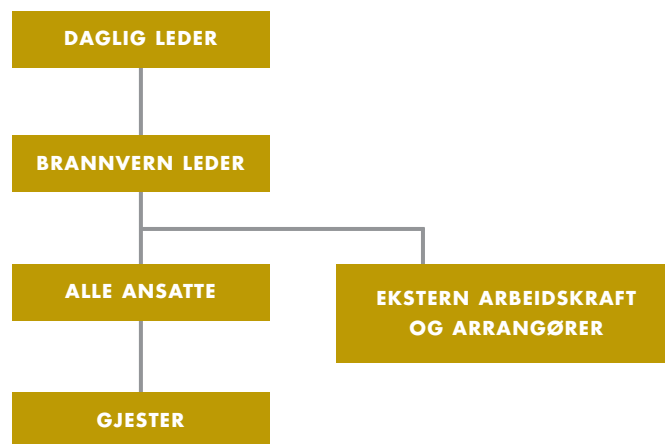 DAGLIG LEDER
BRANNVERN LEDER
ALLE ANSATTE
EKSTERN ARBEIDSKRAFT
OG ARRANGØRER
GJESTER